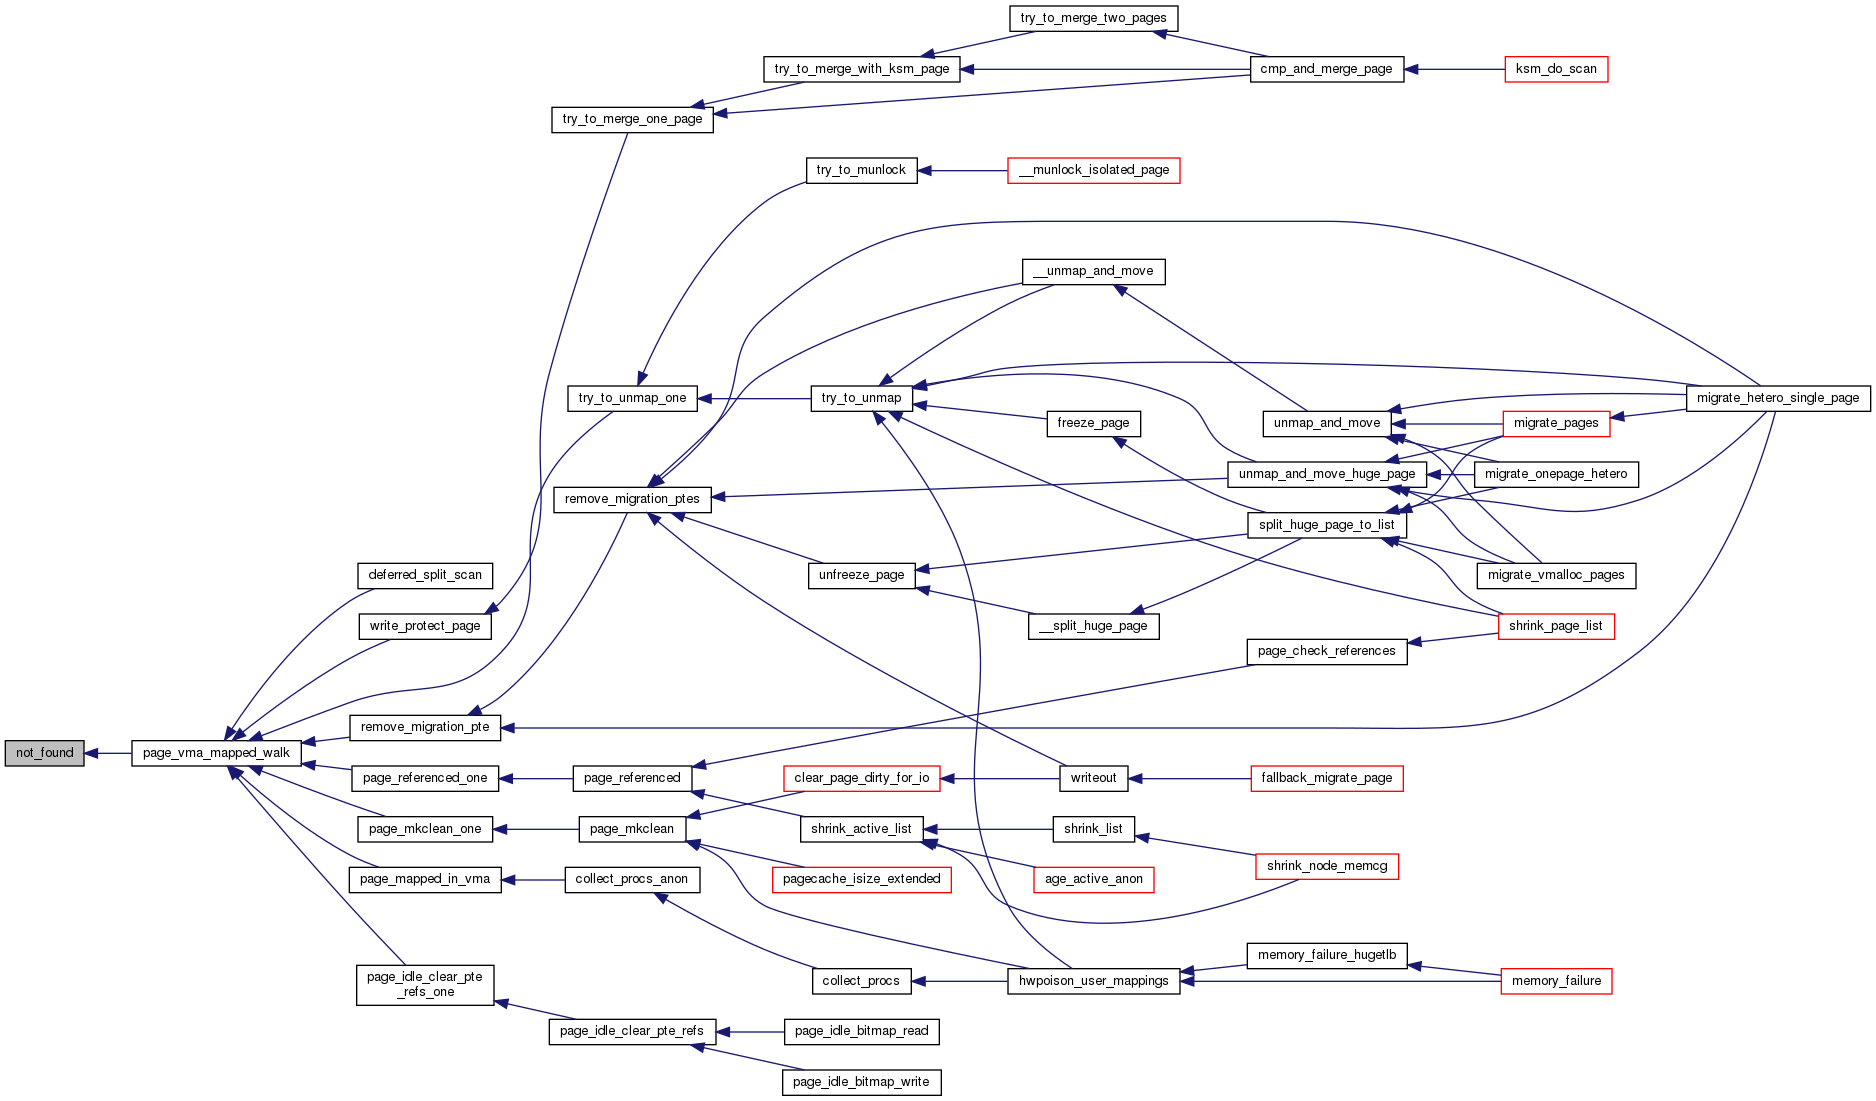 try_to_merge_two_pages
try_to_merge_with_ksm_page
cmp_and_merge_page
ksm_do_scan
try_to_merge_one_page
try_to_munlock
__munlock_isolated_page
__unmap_and_move
try_to_unmap_one
try_to_unmap
migrate_hetero_single_page
freeze_page
unmap_and_move
migrate_pages
unmap_and_move_huge_page
migrate_onepage_hetero
remove_migration_ptes
split_huge_page_to_list
deferred_split_scan
unfreeze_page
migrate_vmalloc_pages
write_protect_page
__split_huge_page
shrink_page_list
page_check_references
remove_migration_pte
not_found
page_vma_mapped_walk
page_referenced_one
page_referenced
clear_page_dirty_for_io
writeout
fallback_migrate_page
page_mkclean_one
page_mkclean
shrink_active_list
shrink_list
shrink_node_memcg
page_mapped_in_vma
collect_procs_anon
pagecache_isize_extended
age_active_anon
memory_failure_hugetlb
page_idle_clear_pte
_refs_one
collect_procs
hwpoison_user_mappings
memory_failure
page_idle_clear_pte_refs
page_idle_bitmap_read
page_idle_bitmap_write